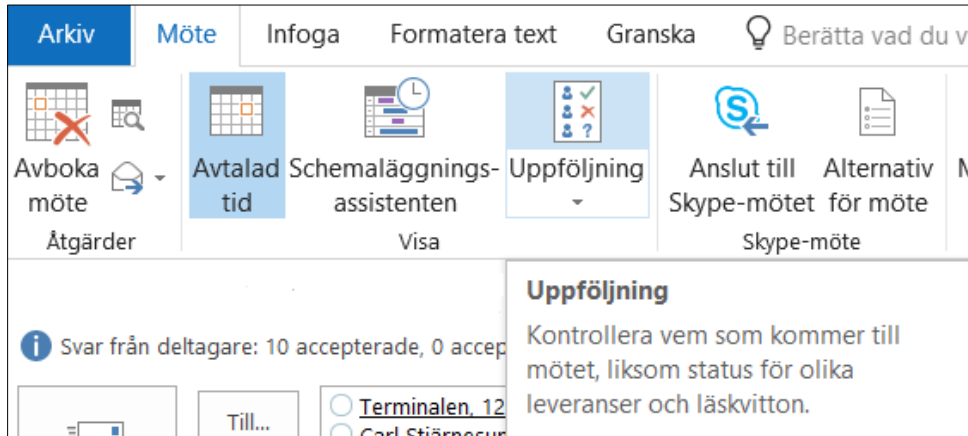 Arkiv Möte Infoga Formatera text Granska Berätta vad du v
Avboka möte
Avtalad tid
Schemaläggnings-assistenten
Uppföljning
Anslut till Skype-mötet
Alternativ för möte
Åtgärder Visa Skype-möte
Uppföljning
Kontrollera vem som kommer till
mötet, liksom status för olika
leveranser och läskvitton.
Svar från deltagare: 10 accepterade, 0 accep
Till...
Terminalen, 12